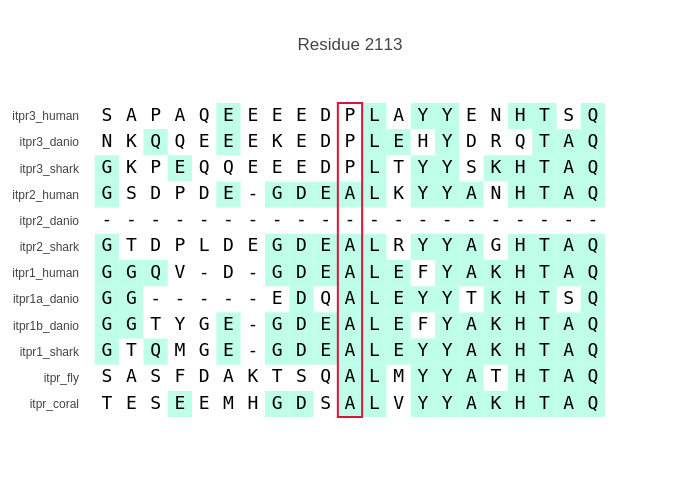 Residue 2113
itpr3_human S A P A Q E E E E D P L A Y Y E N H T S Q
itpr3_danio N K Q Q E E E K E D P L E H Y D R Q T A Q
itpr3_shark G K P E Q Q E E E D P L T Y Y S K H T A Q
itpr2_human G S D P D E - G D E A L K Y Y A N H T A Q
itpr2_danio - - - - - - - - - - - - - - - - - - - - -
itpr2_shark G T D P L D E G D E A L R Y Y A G H T A Q
itpr1_human G G Q V - D - G D E A L E F Y A K H T A Q
itpr1a_danio G G - - - - - E D Q A L E Y Y T K H T S Q
itpr1b_danio G G T Y G E - G D E A L E F Y A K H T A Q
itpr1_shark G T Q M G E - G D E A L E Y Y A K H T A Q
itpr_fly S A S F D A K T S Q A L M Y Y A T H T A Q
itpr_coral T E S E E M H G D S A L V Y Y A K H T A Q